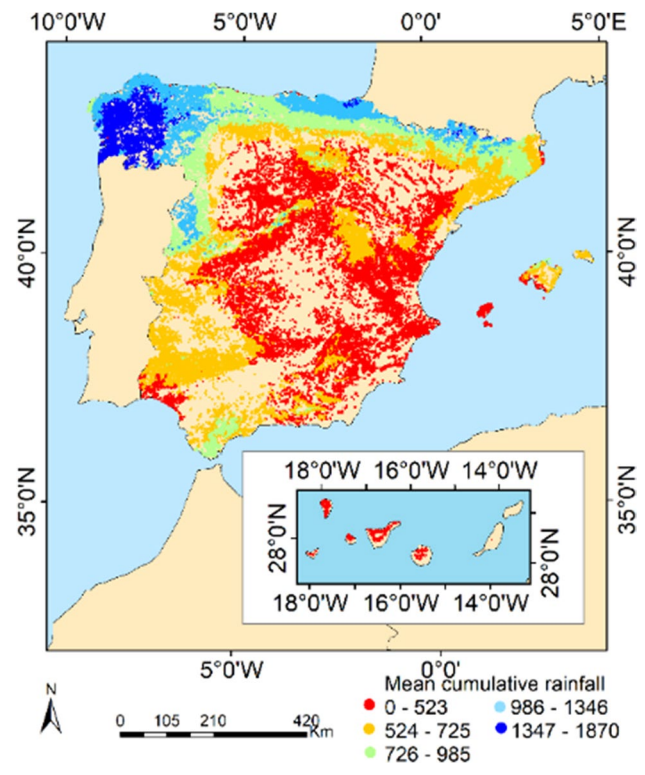 10°0'W 5°0'W 0°0' 5°0'E
40°0'N 40°0'N
35°0'N 35°0'N
18°0'W 16°0'W 14°0'W
28°0'N 28°0'N
18°0'W 16°0'W 14°0'W
5°0'W 0°0'
N
Mean cumulative rainfall
0 105 210 420 Km
0 - 523 986 - 1346
524 - 725 1347 - 1870
726 - 985